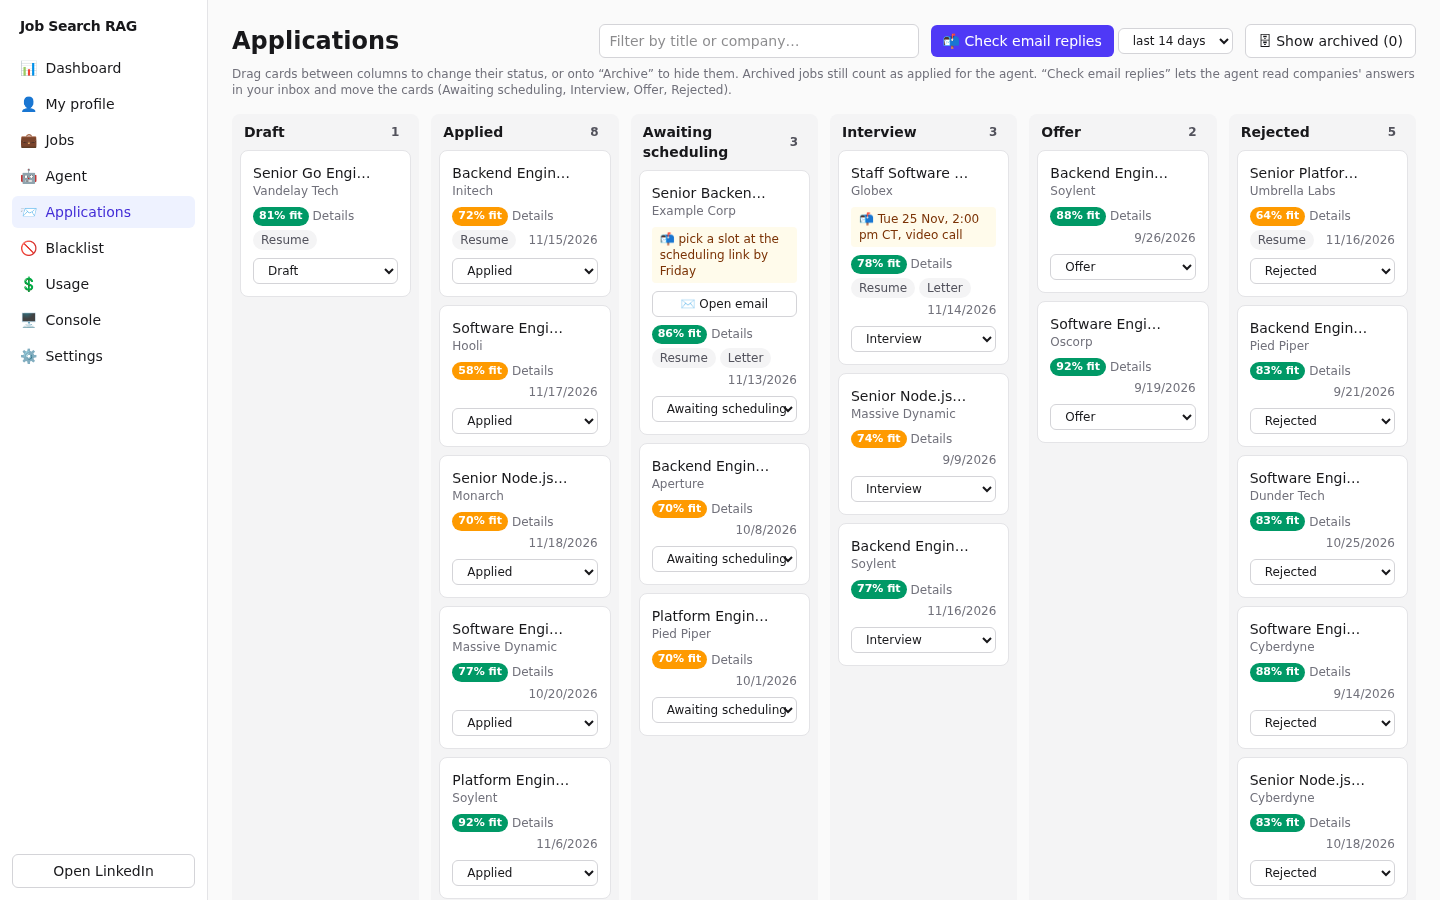 Job Search RAG
📊 Dashboard
👤 My profile
💼 Jobs
🤖 Agent
📨 Applications
🚫 Blacklist
💲 Usage
🖥️ Console
⚙️ Settings
Open LinkedIn
Applications
Filter by title or company…
📬 Check email replies
last 14 days
🗄 Show archived (0)
Drag cards between columns to change their status, or onto “Archive” to hide them. Archived jobs still count as applied for the agent. “Check email replies” lets the agent read companies' answers
in your inbox and move the cards (Awaiting scheduling, Interview, Offer, Rejected).
Draft 1
Senior Go Engi…
Vandelay Tech
81% fit Details
Resume
Draft
Applied 8
Backend Engin…
Initech
72% fit Details
Resume 11/15/2026
Applied
Software Engi…
Hooli
58% fit Details
11/17/2026
Applied
Senior Node.js…
Monarch
70% fit Details
11/18/2026
Applied
Software Engi…
Massive Dynamic
77% fit Details
10/20/2026
Applied
Platform Engin…
Soylent
92% fit Details
11/6/2026
Applied
Awaiting
scheduling 3
Senior Backen…
Example Corp
📬 pick a slot at the
scheduling link by
Friday
✉️ Open email
86% fit Details
Resume Letter
11/13/2026
Awaiting scheduling
Backend Engin…
Aperture
70% fit Details
10/8/2026
Awaiting scheduling
Platform Engin…
Pied Piper
70% fit Details
10/1/2026
Awaiting scheduling
Interview 3
Staff Software …
Globex
📬 Tue 25 Nov, 2:00
pm CT, video call
78% fit Details
Resume Letter
11/14/2026
Interview
Senior Node.js…
Massive Dynamic
74% fit Details
9/9/2026
Interview
Backend Engin…
Soylent
77% fit Details
11/16/2026
Interview
Offer 2
Backend Engin…
Soylent
88% fit Details
9/26/2026
Offer
Software Engi…
Oscorp
92% fit Details
9/19/2026
Offer
Rejected 5
Senior Platfor…
Umbrella Labs
64% fit Details
Resume 11/16/2026
Rejected
Backend Engin…
Pied Piper
83% fit Details
9/21/2026
Rejected
Software Engi…
Dunder Tech
83% fit Details
10/25/2026
Rejected
Software Engi…
Cyberdyne
88% fit Details
9/14/2026
Rejected
Senior Node.js…
Cyberdyne
83% fit Details
10/18/2026
Rejected